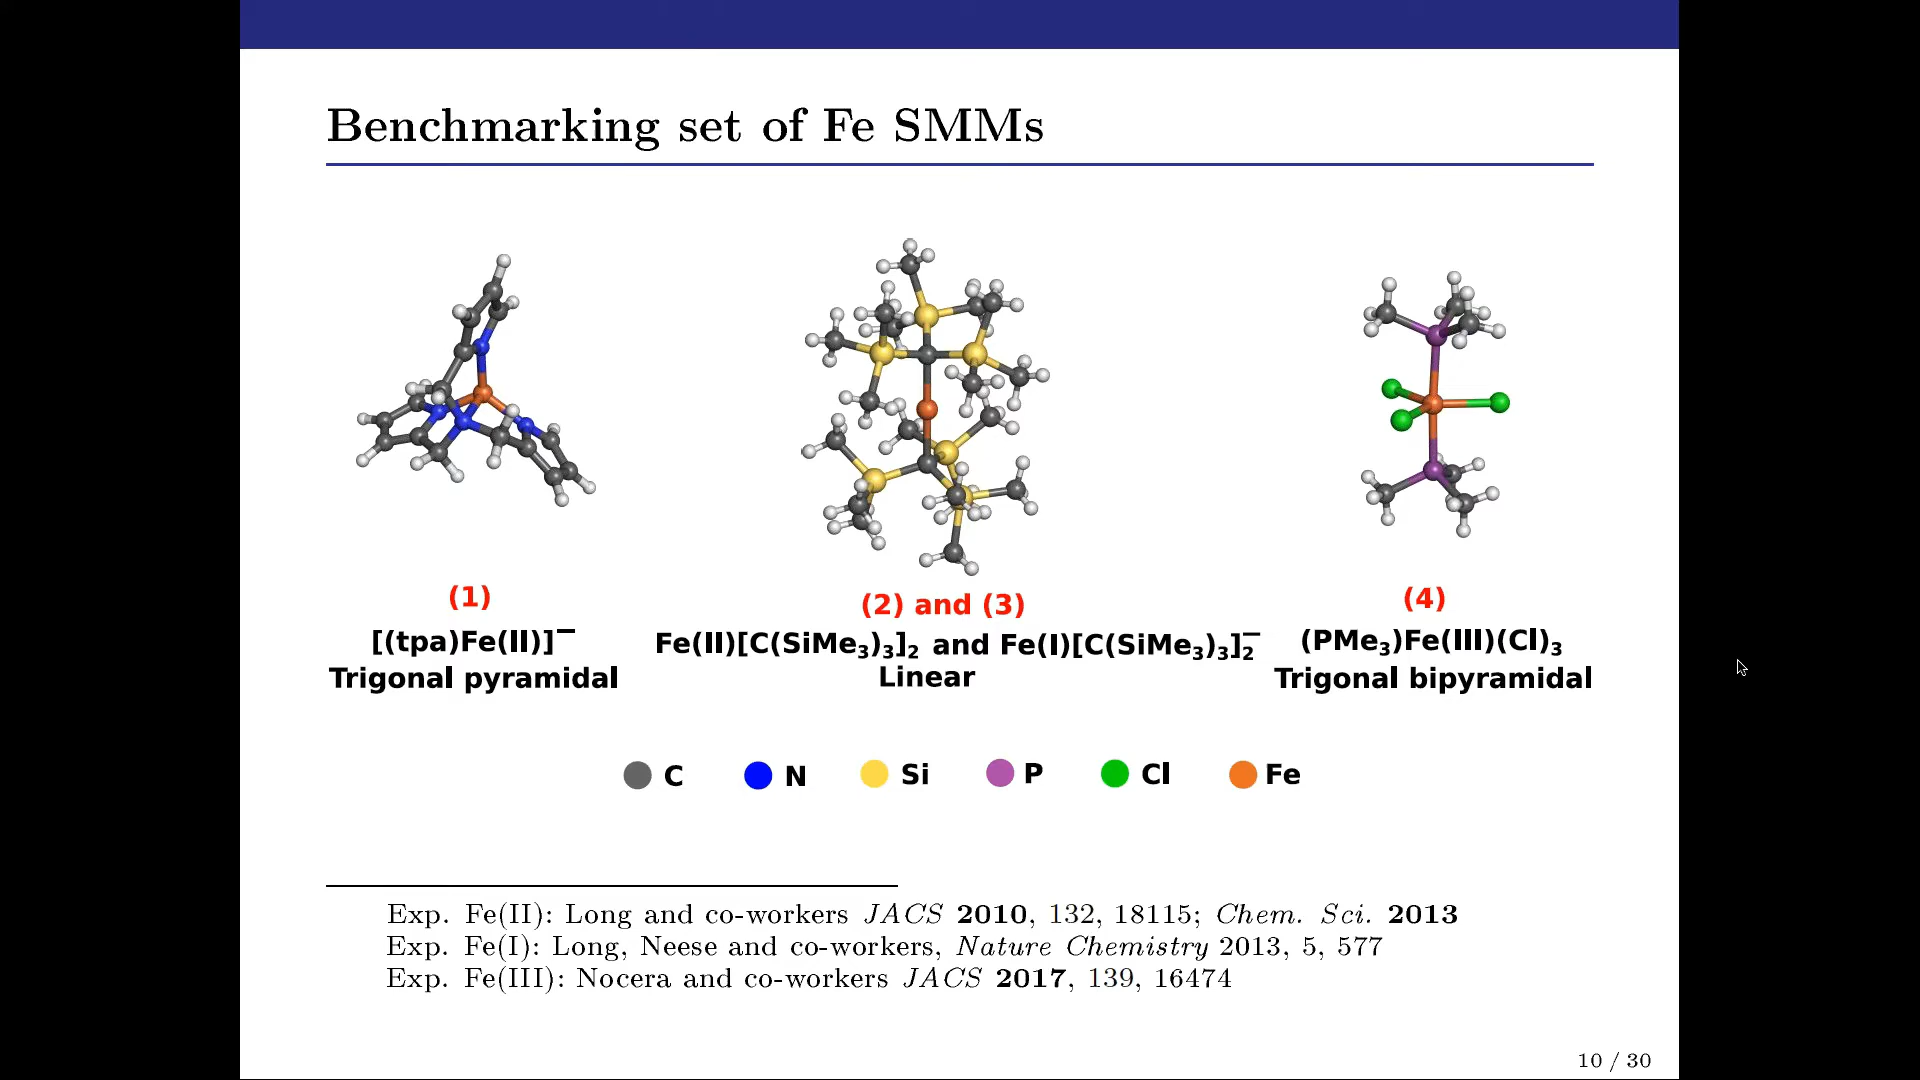 Benchmarking set of Fe SMMs
(1)
[(tpa)Fe(II)]⁻
Trigonal pyramidal
(2) and (3)
Fe(II)[C(SiMe₃)₃]₂ and Fe(I)[C(SiMe₃)₃]₂⁻
Linear
(4)
(PMe₃)Fe(III)(Cl)₃
Trigonal bipyramidal
C N Si P Cl Fe
Exp. Fe(II): Long and co-workers JACS 2010, 132, 18115; Chem. Sci. 2013
Exp. Fe(I): Long, Neese and co-workers, Nature Chemistry 2013, 5, 577
Exp. Fe(III): Nocera and co-workers JACS 2017, 139, 16474
10 / 30